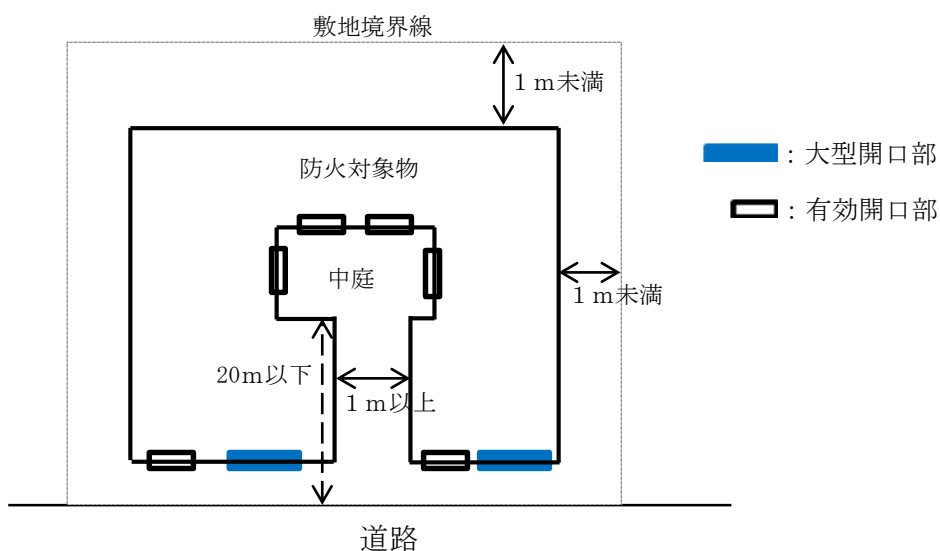 敷地境界線
1m未満
:大型開口部
防火対象物
:有効開口部
中庭
1m未満
20m以下
1m以上
道路